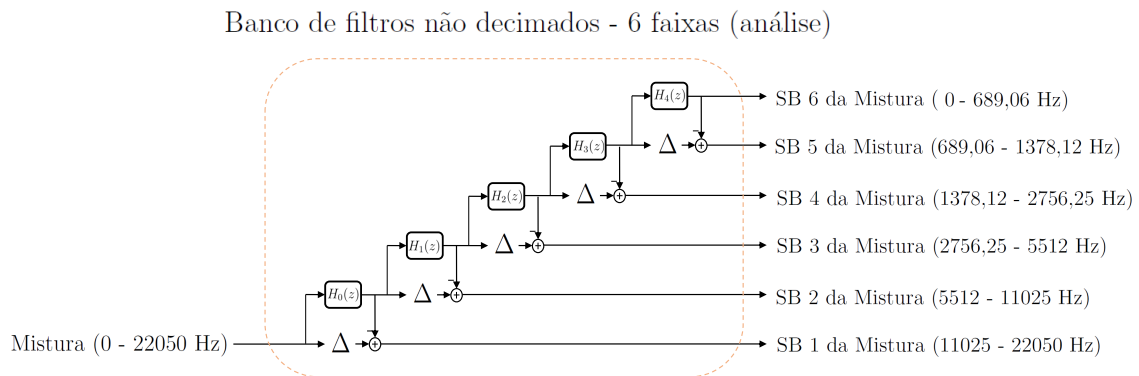 Banco de filtros não decimados - 6 faixas (análise)
H₄(z)
SB 6 da Mistura ( 0 - 689,06 Hz)
H₃(z)
Δ
SB 5 da Mistura (689,06 - 1378,12 Hz)
H₂(z)
Δ
SB 4 da Mistura (1378,12 - 2756,25 Hz)
H₁(z)
Δ
SB 3 da Mistura (2756,25 - 5512 Hz)
H₀(z)
Δ
SB 2 da Mistura (5512 - 11025 Hz)
Mistura (0 - 22050 Hz)
Δ
SB 1 da Mistura (11025 - 22050 Hz)